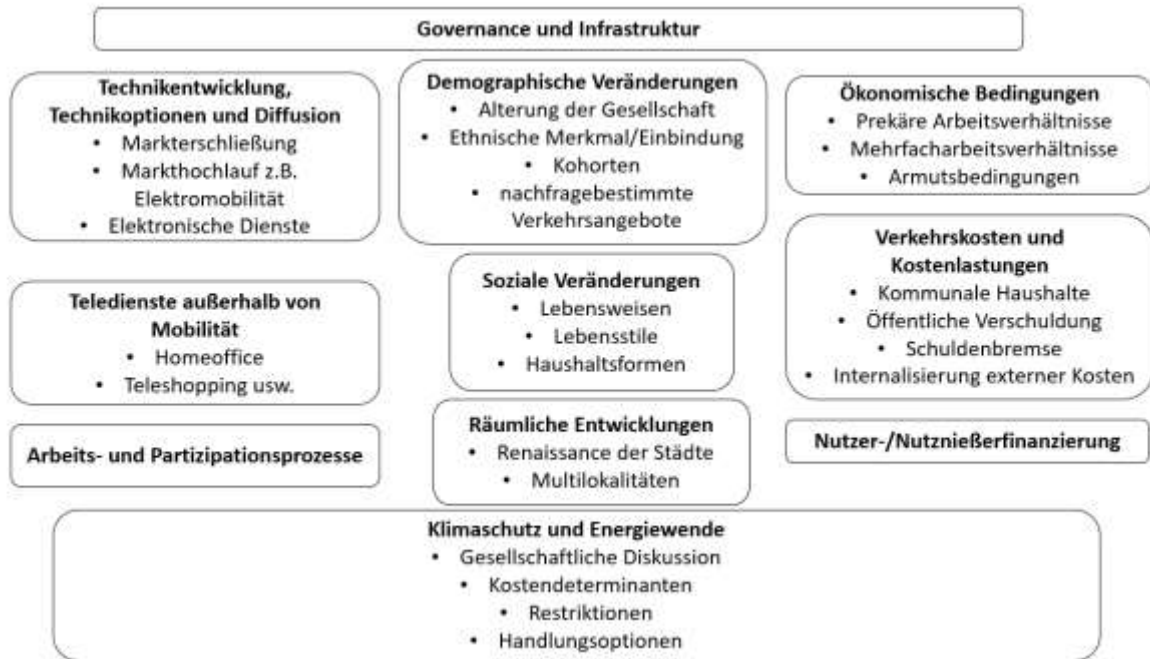 Governance und Infrastruktur
Technikentwicklung,
Technikoptionen und Diffusion
• Markterschließung
• Markthochlauf z.B.
Elektromobilität
• Elektronische Dienste
Teledienste außerhalb von
Mobilität
• Homeoffice
• Teleshopping usw.
Arbeits- und Partizipationsprozesse
Demographische Veränderungen
• Alterung der Gesellschaft
• Ethnische Merkmal/Einbindung
• Kohorten
• nachfragebestimmte
Verkehrsangebote
Soziale Veränderungen
• Lebensweisen
• Lebensstile
• Haushaltsformen
Räumliche Entwicklungen
• Renaissance der Städte
• Multilokalitäten
Ökonomische Bedingungen
• Prekäre Arbeitsverhältnisse
• Mehrfacharbeitsverhältnisse
• Armutsbedingungen
Verkehrskosten und
Kostenlastungen
• Kommunale Haushalte
• Öffentliche Verschuldung
• Schuldenbremse
• Internalisierung externer Kosten
Nutzer-/Nutznießerfinanzierung
Klimaschutz und Energiewende
• Gesellschaftliche Diskussion
• Kostendeterminanten
• Restriktionen
• Handlungsoptionen